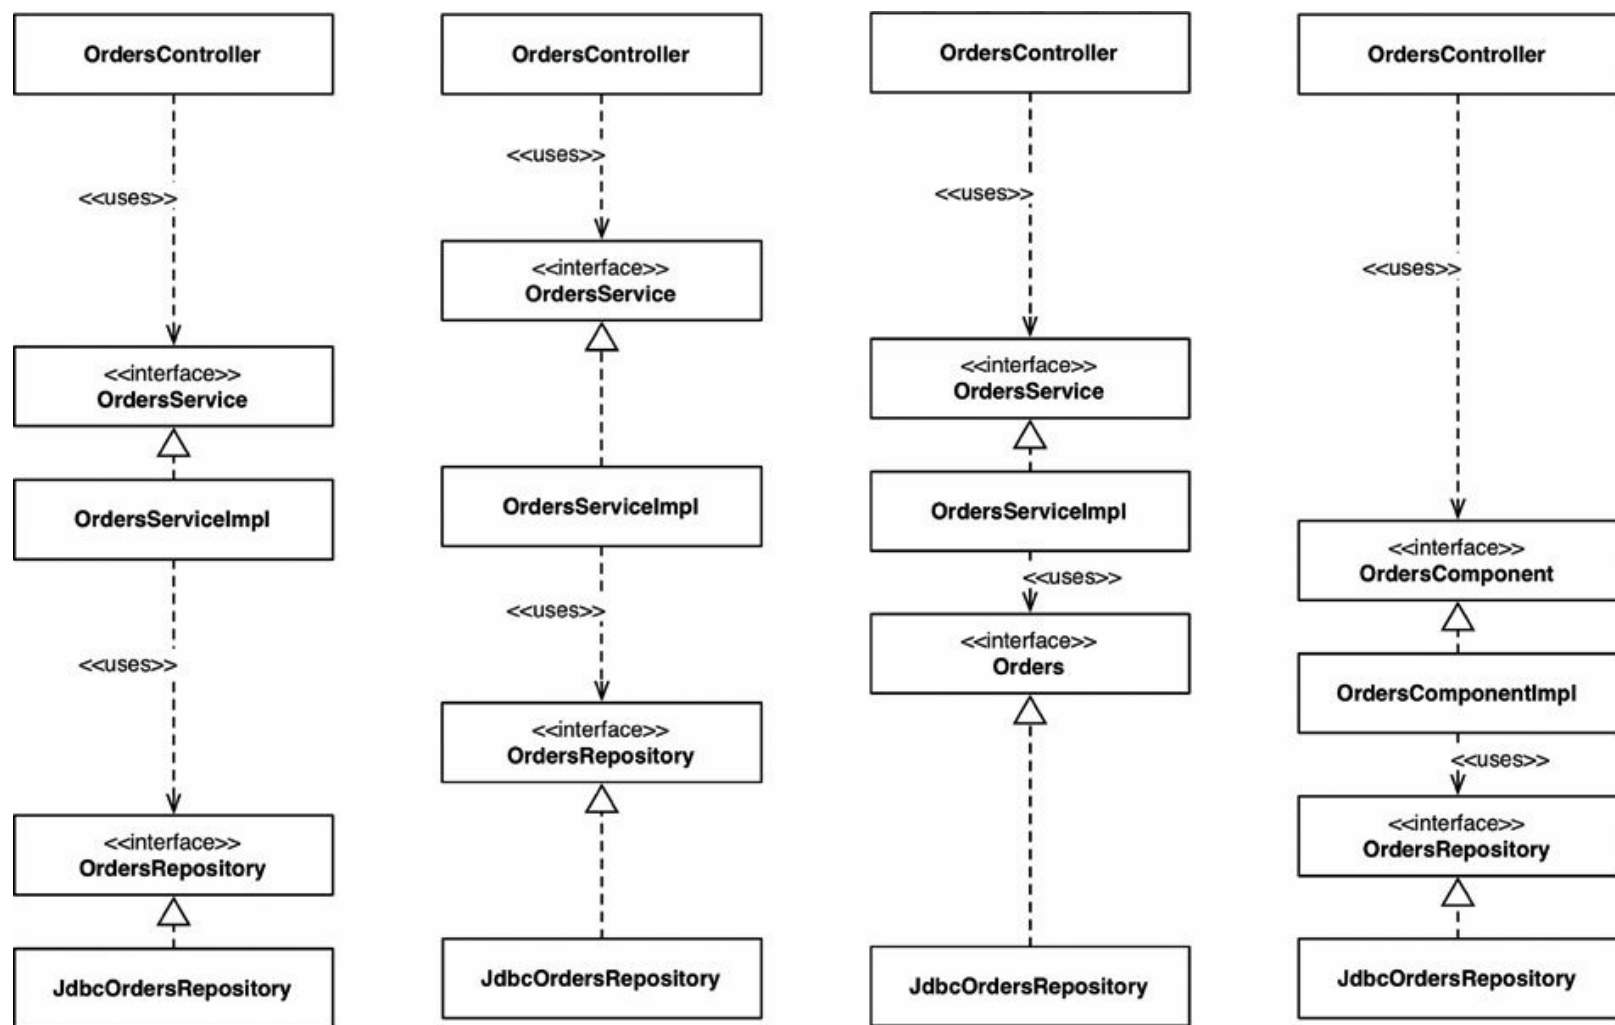 OrdersController
<<uses>>
<<interface>>
OrdersService
OrdersServiceImpl
<<uses>>
<<interface>>
OrdersRepository
JdbcOrdersRepository
OrdersController
<<uses>>
<<interface>>
OrdersService
OrdersServiceImpl
<<uses>>
<<interface>>
OrdersRepository
JdbcOrdersRepository
OrdersController
<<uses>>
<<interface>>
OrdersService
OrdersServiceImpl
<<uses>>
<<interface>>
Orders
JdbcOrdersRepository
OrdersController
<<uses>>
<<interface>>
OrdersComponent
OrdersComponentImpl
<<uses>>
<<interface>>
OrdersRepository
JdbcOrdersRepository